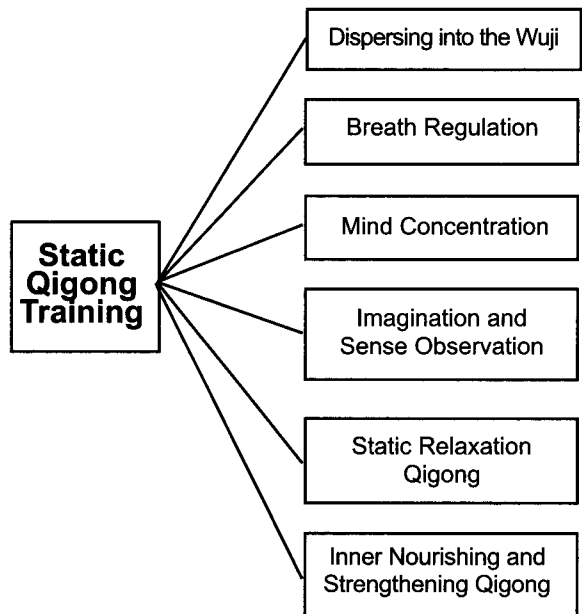 Dispersing into the Wuji
Breath Regulation
Mind Concentration
Static
Qigong
Training
Imagination and
Sense Observation
Static Relaxation
Qigong
Inner Nourishing and
Strengthening Qigong